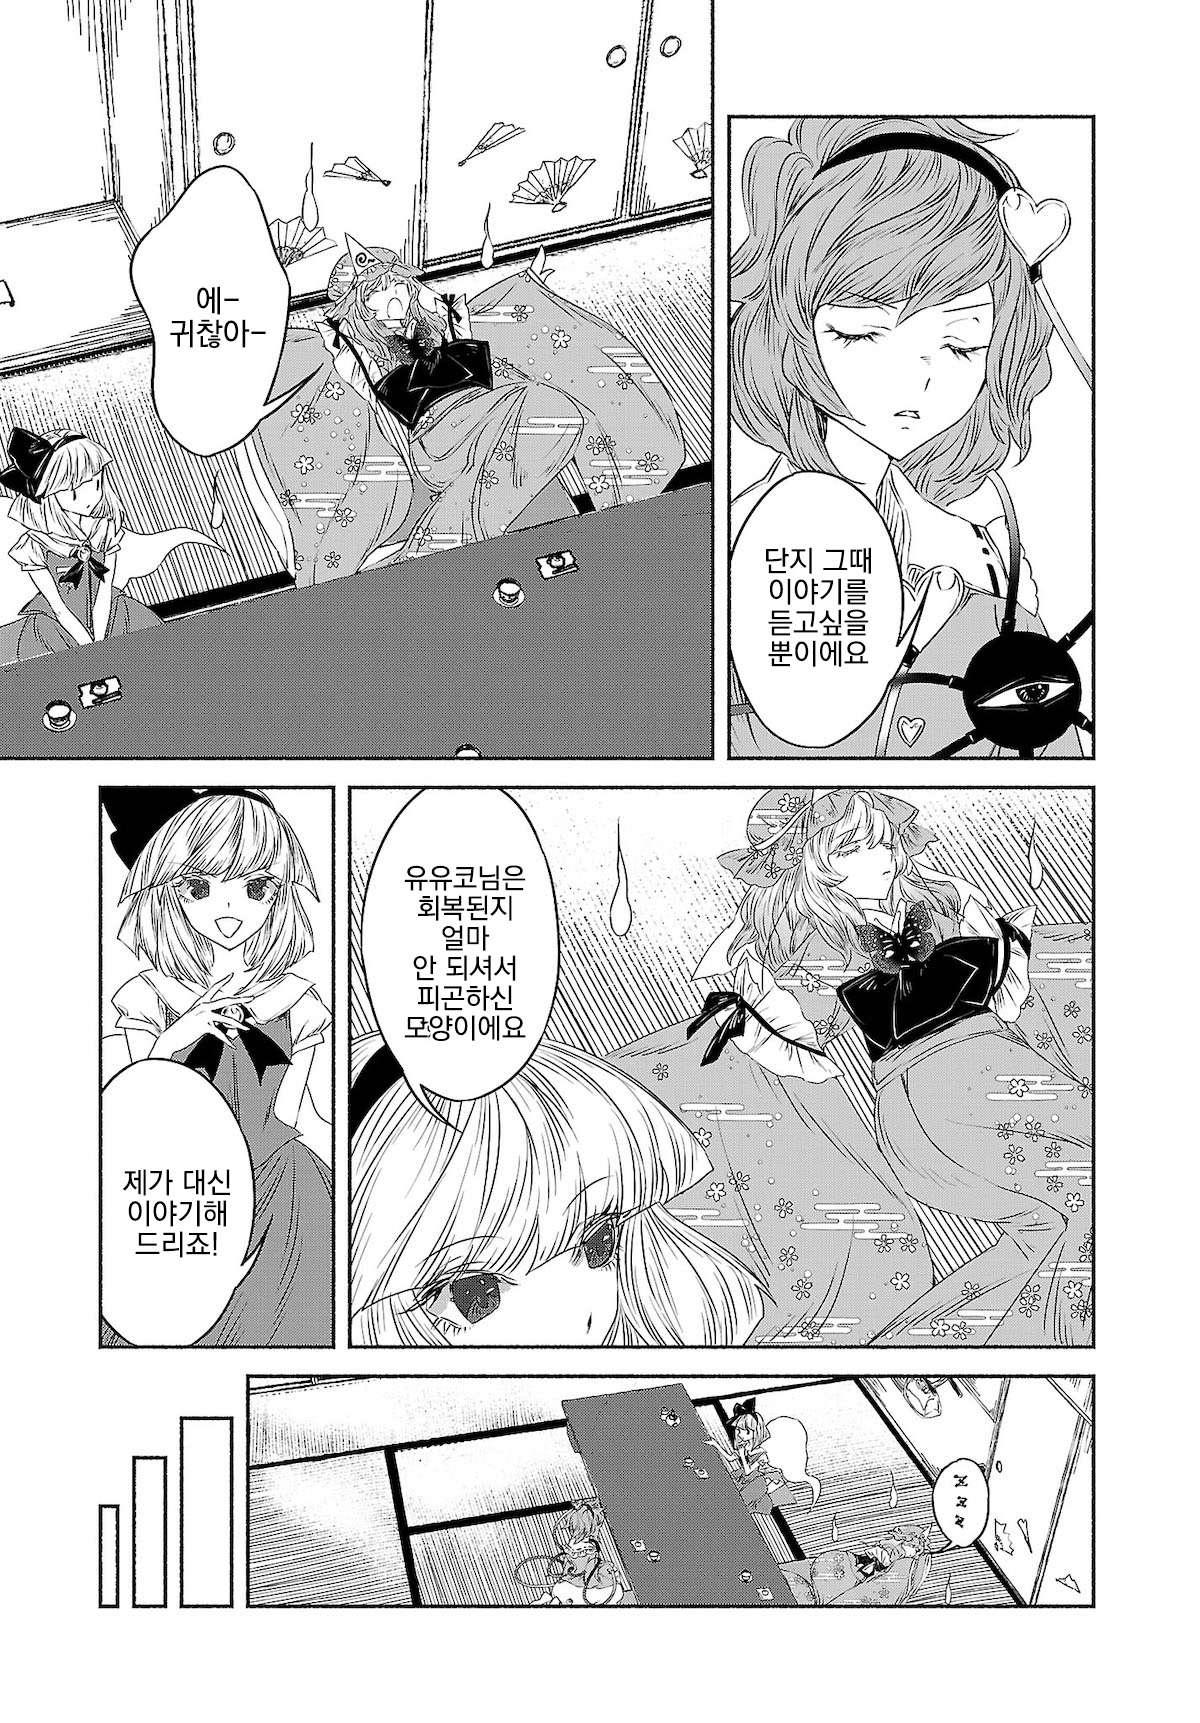 단지 그때
이야기를
듣고싶을
뿐이에요
에-
귀찮아-
유유코님은
회복된지
얼마
안 되셔서
피곤하신
모양이에요
제가 대신
이야기해
드리죠!
z
z
z